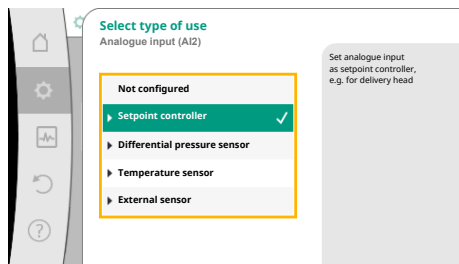 Select type of use
Analogue input (AI2)
Not configured
Setpoint controller
Differential pressure sensor
Temperature sensor
External sensor
Set analogue input
as setpoint controller,
e.g. for delivery head
?